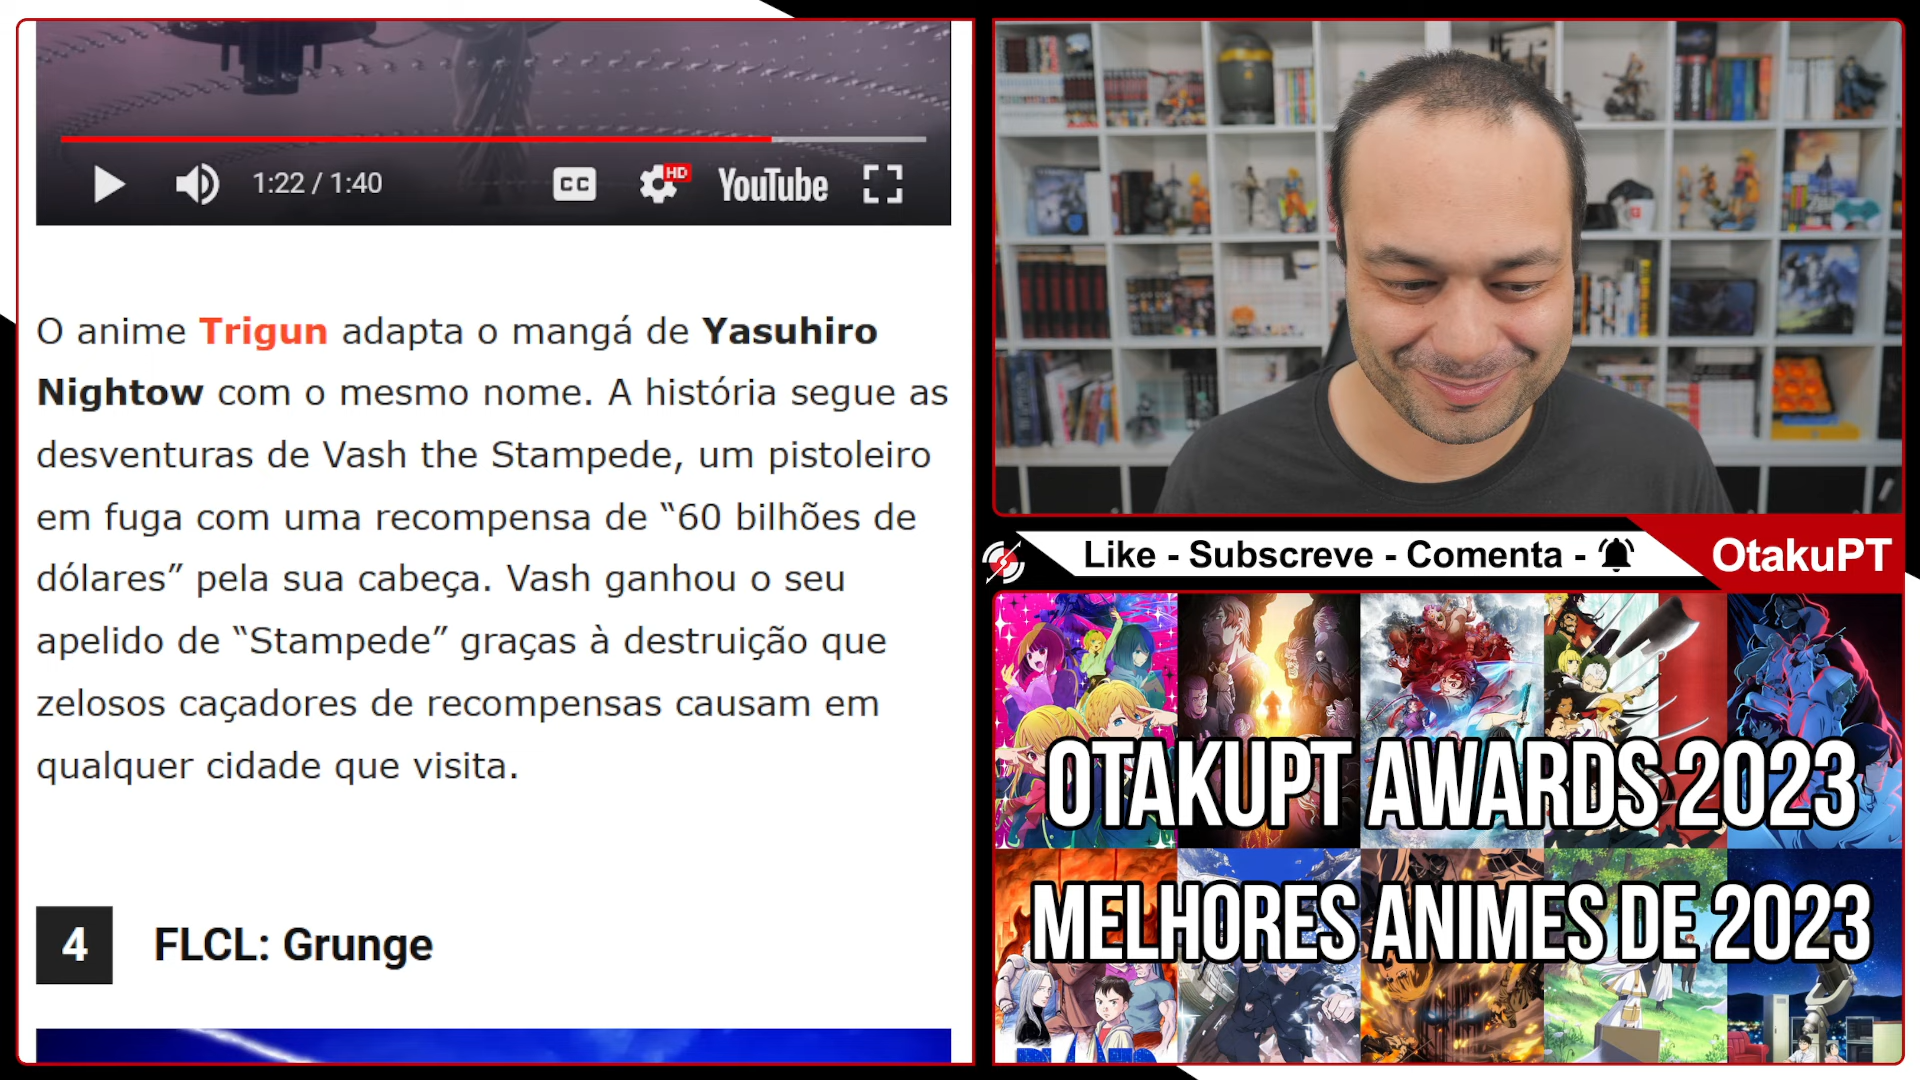 1:22 / 1:40
CC
HD
YouTube
O anime Trigun adapta o mangá de Yasuhiro
Nightow com o mesmo nome. A história segue as
desventuras de Vash the Stampede, um pistoleiro
em fuga com uma recompensa de “60 bilhões de
dólares” pela sua cabeça. Vash ganhou o seu
apelido de “Stampede” graças à destruição que
zelosos caçadores de recompensas causam em
qualquer cidade que visita.
4
FLCL: Grunge
Like - Subscreve - Comenta -
OtakuPT
OTAKUPT AWARDS 2023
MELHORES ANIMES DE 2023